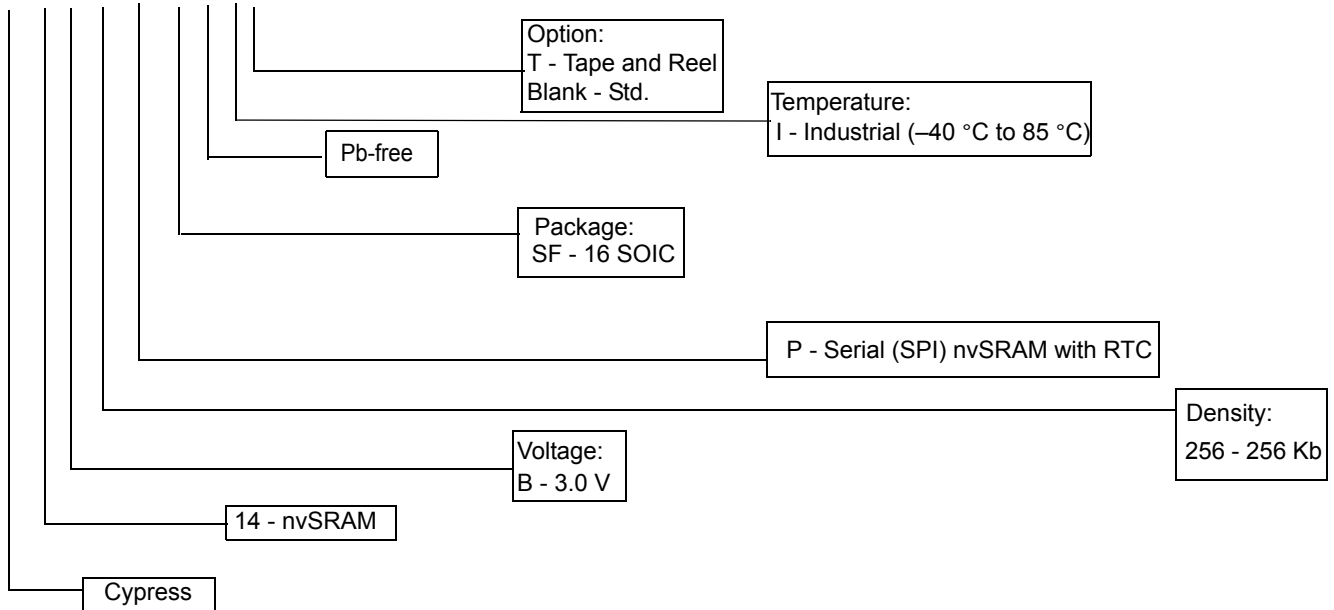 Option:
T - Tape and Reel
Blank - Std.
Temperature:
I - Industrial (–40 °C to 85 °C)
Pb-free
Package:
SF - 16 SOIC
P - Serial (SPI) nvSRAM with RTC
Density:
256 - 256 Kb
Voltage:
B - 3.0 V
14 - nvSRAM
Cypress